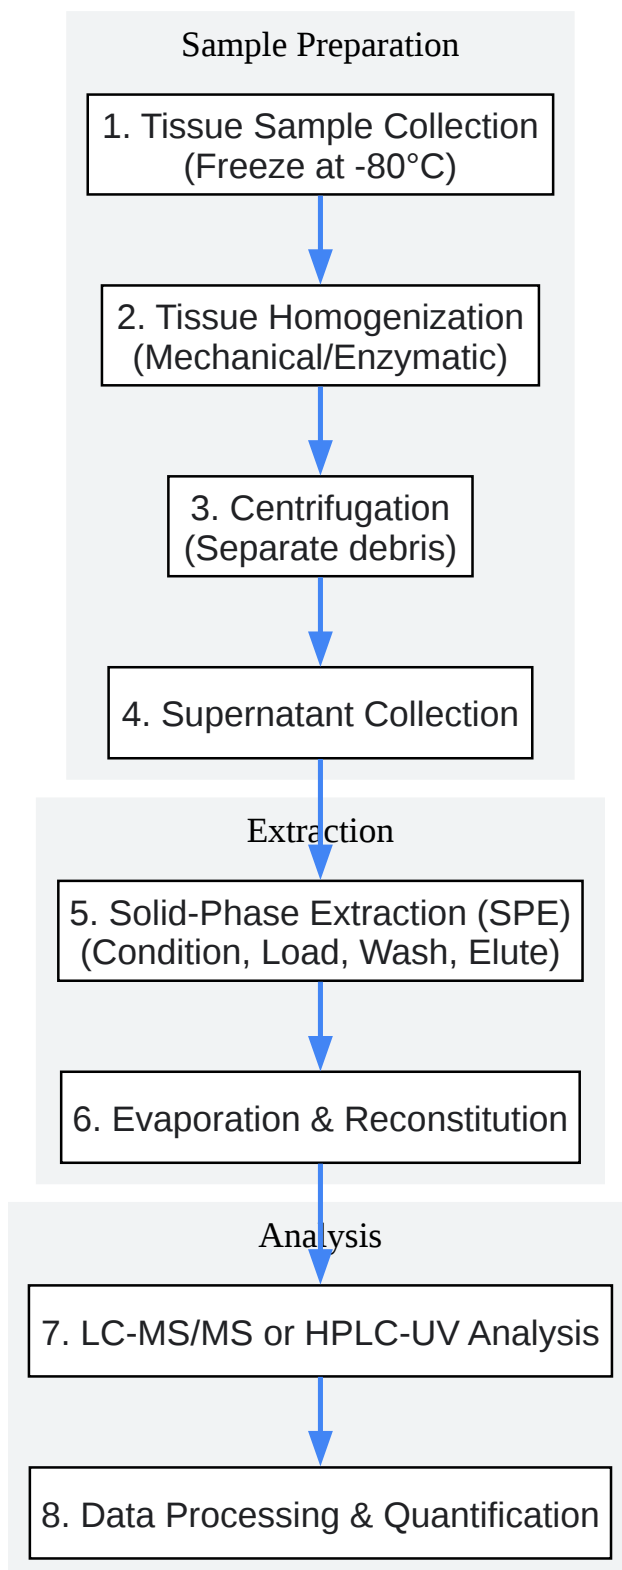 Sample Preparation
1. Tissue Sample Collection
(Freeze at -80°C)
2. Tissue Homogenization
(Mechanical/Enzymatic)
3. Centrifugation
(Separate debris)
4. Supernatant Collection
Extraction
5. Solid-Phase Extraction (SPE)
(Condition, Load, Wash, Elute)
6. Evaporation & Reconstitution
Analysis
7. LC-MS/MS or HPLC-UV Analysis
8. Data Processing & Quantification